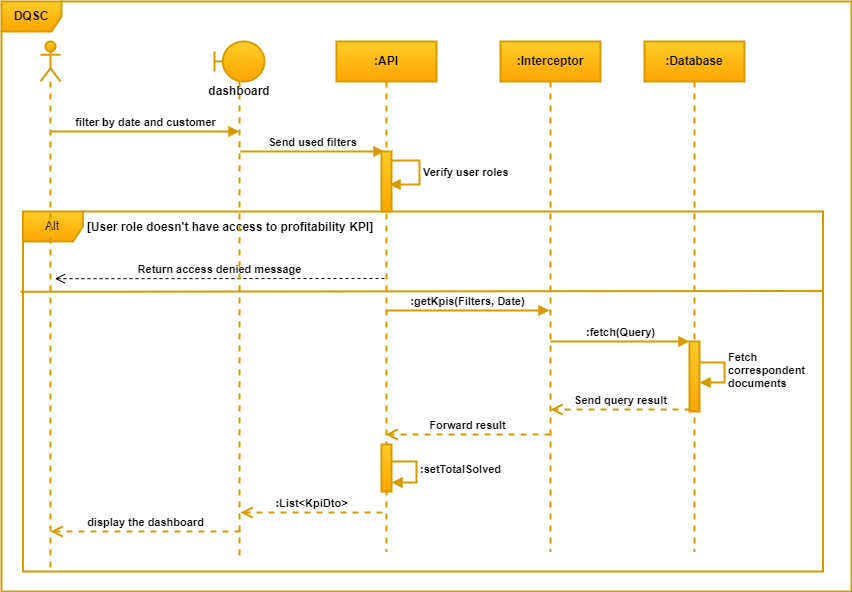 DQSC
:API
:Interceptor
:Database
dashboard
filter by date and customer
Send used filters
Verify user roles
Alt
[User role doesn't have access to profitability KPI]
Return access denied message
:getKpis(Filters, Date)
:fetch(Query)
Fetch
correspondent
documents
Send query result
Forward result
:setTotalSolved
:List<KpiDto>
display the dashboard